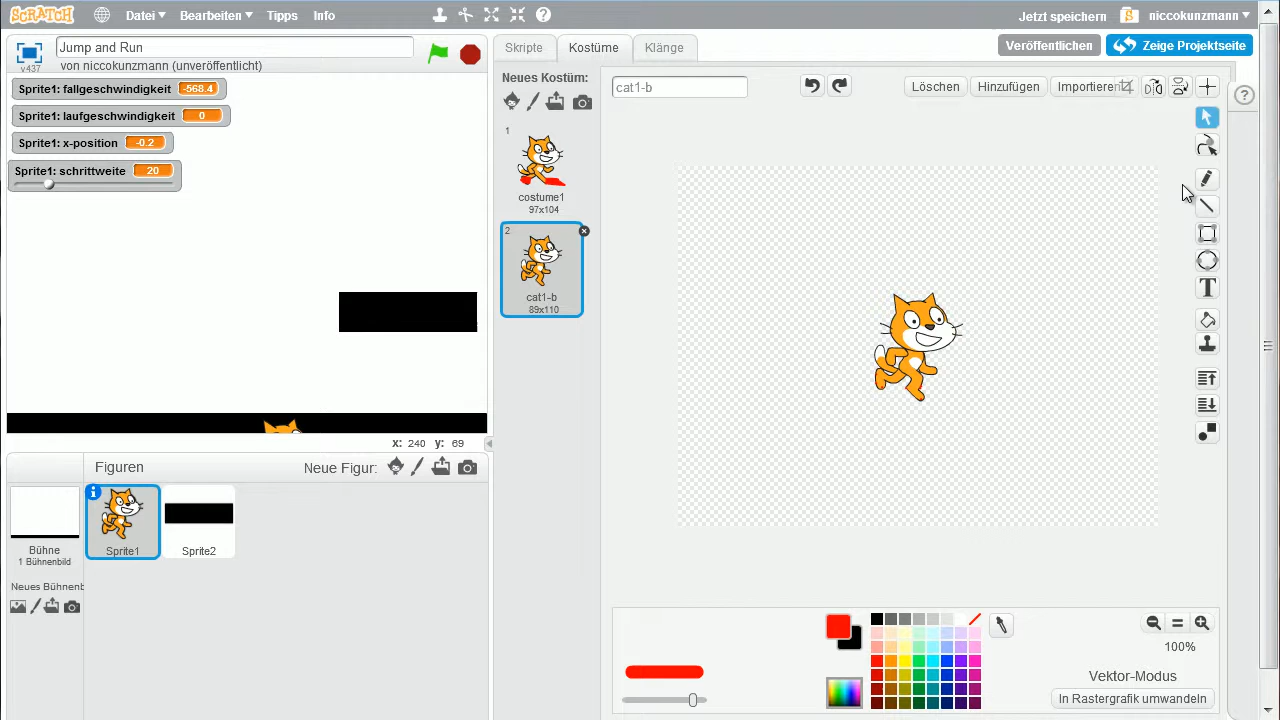 SCRATCH
Datei
Bearbeiten
Tipps
Info
Jetzt speichern
niccokunzmann
Jump and Run
von niccokunzmann (unveröffentlicht)
v437
Skripte
Kostüme
Klänge
Veröffentlichen
Zeige Projektseite
Sprite1: fallgeschwindigkeit -568.4
Sprite1: laufgeschwindigkeit 0
Sprite1: x-position -0.2
Sprite1: schrittweite 20
Neues Kostüm:
1
costume1
97x104
2
cat1-b
89x110
cat1-b
Löschen
Hinzufügen
Importieren
T
x: 240 y: 69
Figuren
Neue Figur:
Bühne
1 Bühnenbild
Neues Bühnenb
Sprite1
Sprite2
100%
Vektor-Modus
In Rastergrafik umwandeln